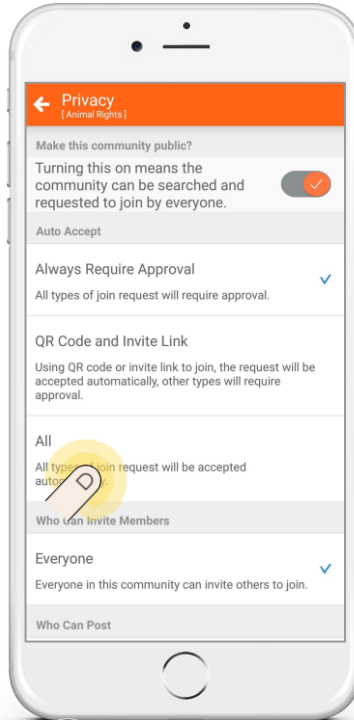 Privacy
[ Animal Rights ]
Make this community public?
Turning this on means the
community can be searched and
requested to join by everyone.
Auto Accept
Always Require Approval
All types of join request will require approval.
QR Code and Invite Link
Using QR code or invite link to join, the request will be
accepted automatically, other types will require
approval.
All
All types of join request will be accepted
Who Can Invite Members
Everyone
Everyone in this community can invite others to join.
Who Can Post